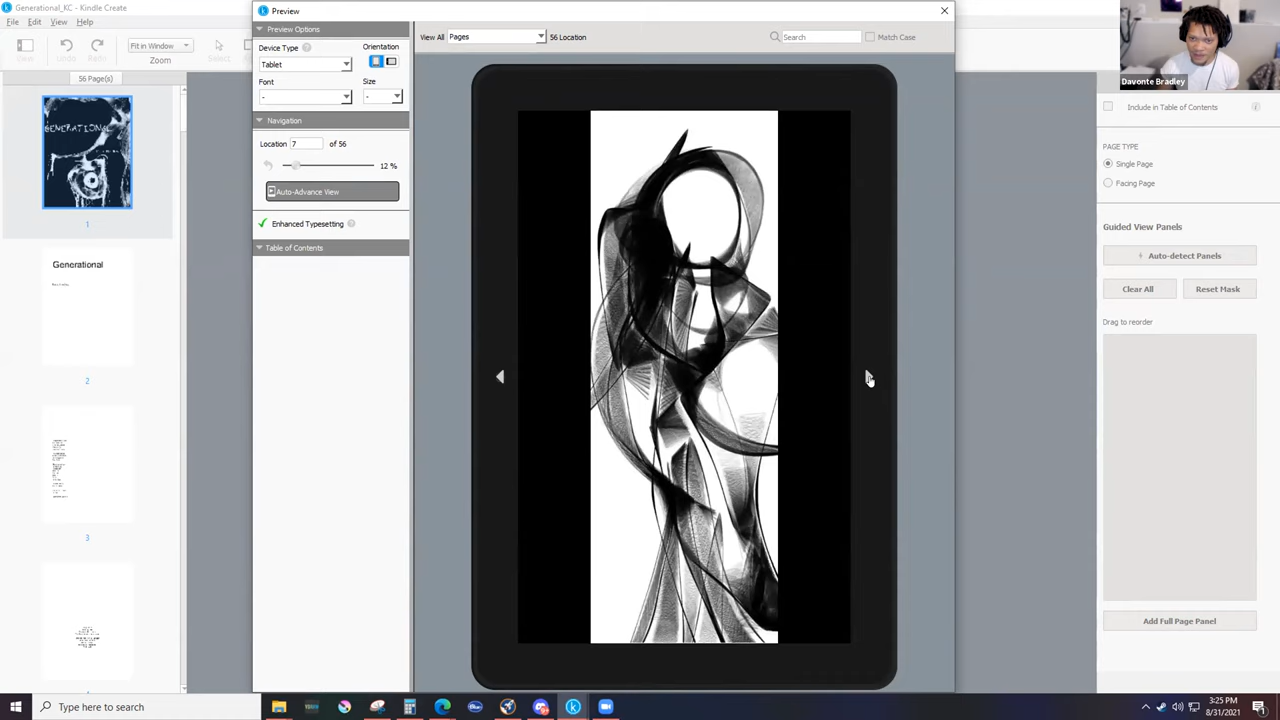 Generational_KC - Kindle Create
File Edit View Help
Undo Redo
Fit in Window
Zoom
Select
56 Page(s)
GENERATIONAL
1
Generational
2
3
Preview
Preview Options
Device Type
Orientation
Tablet
Font
Size
-
-
Navigation
Location 7 of 56
12 %
Auto-Advance View
Enhanced Typesetting
Table of Contents
View All Pages 56 Location
Search
Match Case
Davonte Bradley
Include in Table of Contents
PAGE TYPE
Single Page
Facing Page
Guided View Panels
Auto-detect Panels
Clear All
Reset Mask
Drag to reorder
Add Full Page Panel
Type here to search
3:25 PM
8/31/2021